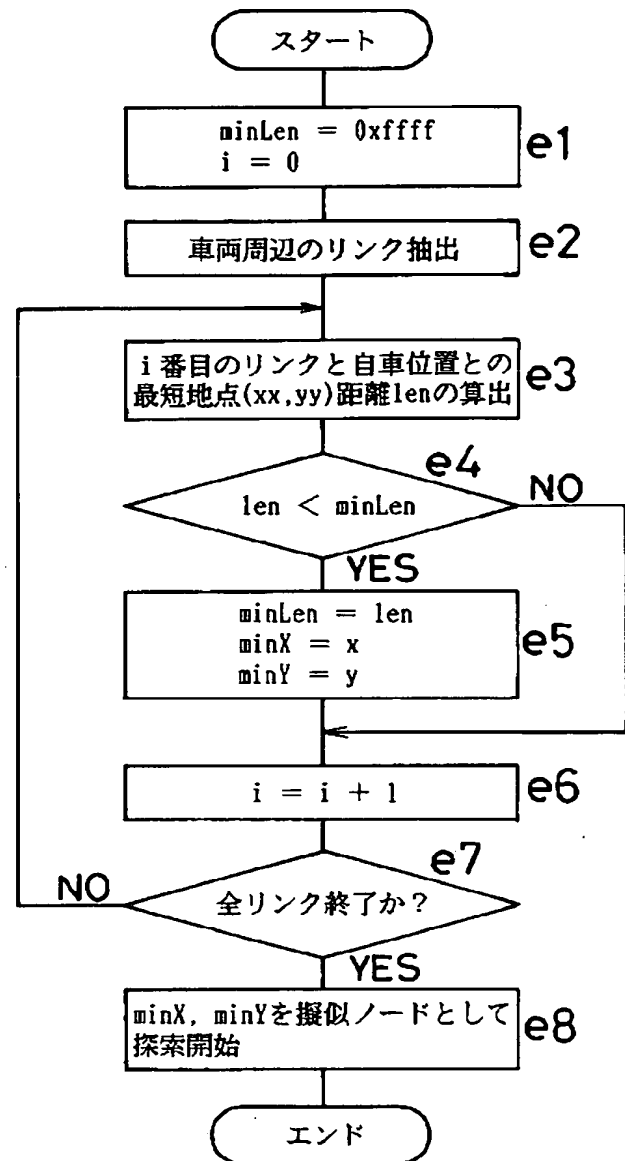 スタート
minLen = 0xffff
i = 0
e1
車両周辺のリンク抽出
e2
i番目のリンクと自車位置との
最短地点(xx,yy)距離lenの算出
e3
e4
len < minLen
NO
YES
minLen = len
minX = x
minY = y
e5
i = i + 1
e6
e7
全リンク終了か?
NO
YES
minX, minYを擬似ノードとして
探索開始
e8
エンド